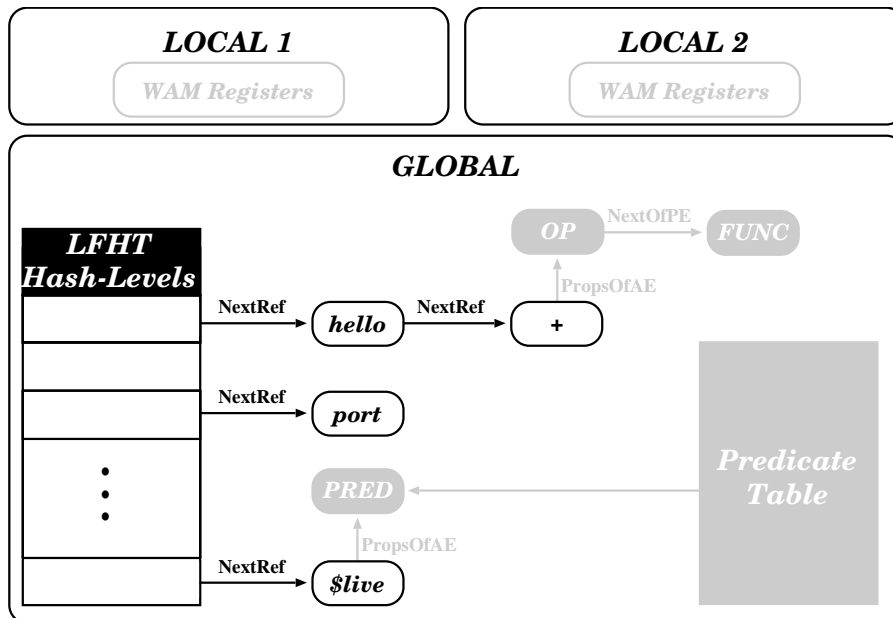 LOCAL 1
WAM Registers
LOCAL 2
WAM Registers
GLOBAL
LFHT
Hash-Levels
OP
NextOfPE
FUNC
PropsOfAE
NextRef
hello
NextRef
+
NextRef
port
Predicate
Table
PRED
PropsOfAE
NextRef
$live